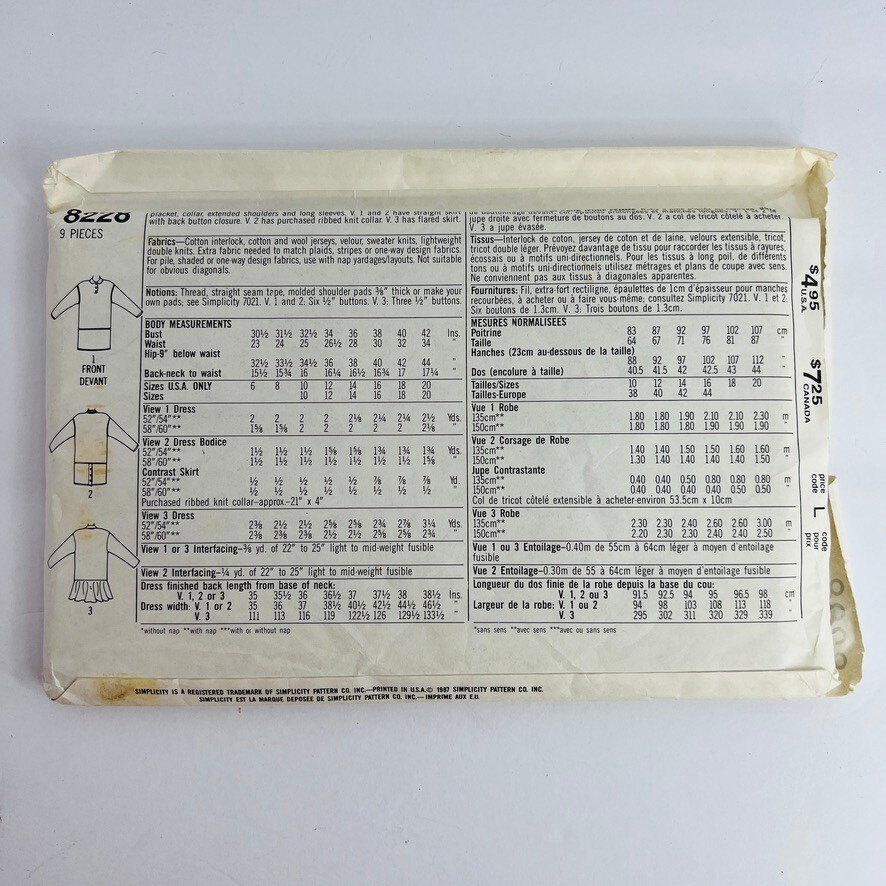 8226
9 PIECES
1
FRONT
DEVANT
2
3
placket, collar, extended shoulders and long sleeves. V. 1 and 2 have straight skirt
with back button closure. V. 2 has purchased ribbed knit collar. V. 3 has flared skirt.
Fabrics—Cotton interlock, cotton and wool jerseys, velour, sweater knits, lightweight
double knits. Extra fabric needed to match plaids, stripes or one-way design fabrics.
For pile, shaded or one-way design fabrics, use with nap yardages/layouts. Not suitable
for obvious diagonals.
Notions: Thread, straight seam tape, molded shoulder pads ⅜" thick or make your
own pads; see Simplicity 7021. V. 1 and 2: Six ½" buttons. V. 3: Three ½" buttons.
BODY MEASUREMENTS
Bust 30½ 31½ 32½ 34 36 38 40 42 Ins.
Waist 23 24 25 26½ 28 30 32 34 "
Hip-9" below waist
32½ 33½ 34½ 36 38 40 42 44 "
Back-neck to waist 15½ 15¾ 16 16¼ 16½ 16¾ 17 17¼ "
Sizes U.S.A. ONLY 6 8 10 12 14 16 18 20
Sizes 10 12 14 16 18 20
View 1 Dress
52"/54"** 2 2 2 2 2⅛ 2¼ 2¼ 2½ Yds.
58"/60"** 1⅝ 1⅝ 2 2 2 2 2 2⅛ "
View 2 Dress Bodice
52"/54"** 1½ 1½ 1½ 1⅝ 1⅝ 1¾ 1¾ 1¾ Yds.
58"/60"** 1½ 1½ 1½ 1½ 1½ 1½ 1½ 1⅝ "
Contrast Skirt
52"/54"** ½ ½ ½ ½ ½ ⅞ ⅞ ⅞ Yd.
58"/60"** ½ ½ ½ ½ ½ ½ ½ ½ "
Purchased ribbed knit collar-approx.-21" x 4"
View 3 Dress
52"/54"** 2⅜ 2½ 2½ 2⅝ 2⅝ 2¾ 2⅞ 3¼ Yds.
58"/60"** 2⅜ 2⅜ 2⅜ 2½ 2½ 2⅝ 2⅝ 2¾ "
View 1 or 3 Interfacing-⅜ yd. of 22" to 25" light to mid-weight fusible
View 2 Interfacing-¼ yd. of 22" to 25" light to mid-weight fusible
Dress finished back length from base of neck:
V. 1, 2 or 3 35 35½ 36 36½ 37 37½ 38 38½ Ins.
Dress width: V. 1 or 2 35 36 37 38½ 40½ 42½ 44½ 46½ "
V. 3 111 113 116 119 122½ 126 129½ 133½ "
*without nap **with nap ***with or without nap
jupe droite avec fermeture de boutons au dos. V. 2 a col de tricot côtelé à acheter.
V. 3 a jupe évasée.
Tissus—Interlock de coton, jersey de coton et de laine, velours extensible, tricot,
tricot double léger. Prévoyez davantage de tissu pour raccorder les tissus à rayures,
écossais ou à motifs uni-directionnels. Pour les tissus à long poil, de différents
tons ou à motifs uni-directionnels utilisez métrages et plans de coupe avec sens.
Ne conviennent pas aux tissus à diagonales apparentes.
Fournitures: Fil, extra-fort rectiligne, épaulettes de 1cm d'épaisseur pour manches
recourbées, à acheter ou à faire vous-même; consultez Simplicity 7021. V. 1 et 2:
Six boutons de 1.3cm. V. 3: Trois boutons de 1.3cm.
MESURES NORMALISEES
Poitrine 83 87 92 97 102 107 cm
Taille 64 67 71 76 81 87 "
Hanches (23cm au-dessous de la taille)
88 92 97 102 107 112 "
Dos (encolure à taille) 40.5 41.5 42 42.5 43 44 "
Tailles/Sizes 10 12 14 16 18 20
Tailles-Europe 38 40 42 44
Vue 1 Robe
135cm** 1.80 1.80 1.90 2.10 2.10 2.30 m
150cm** 1.80 1.80 1.80 1.90 1.90 1.90 "
Vue 2 Corsage de Robe
135cm** 1.40 1.40 1.50 1.50 1.60 1.60 m
150cm** 1.30 1.40 1.40 1.40 1.40 1.50 "
Jupe Contrastante
135cm** 0.40 0.40 0.50 0.80 0.80 0.80 m
150cm** 0.40 0.40 0.40 0.40 0.50 0.50 "
Col de tricot côtelé extensible à acheter-environ 53.5cm x 10cm
Vue 3 Robe
135cm** 2.30 2.30 2.40 2.60 2.60 3.00 m
150cm** 2.20 2.30 2.30 2.40 2.40 2.50 "
Vue 1 ou 3 Entoilage-0.40m de 55cm à 64cm léger à moyen d'entoilage
fusible
Vue 2 Entoilage-0.30m de 55 à 64cm léger à moyen d'entoilage fusible
Longueur du dos finie de la robe depuis la base du cou:
V. 1, 2 ou 3 91.5 92.5 94 95 96.5 98 cm
Largeur de la robe: V. 1 ou 2 94 98 103 108 113 118 "
V. 3 295 302 311 320 329 339 "
*sans sens **avec sens ***avec ou sans sens
$4.95
U.S.A.
$7.25
CANADA
price
code
L
code
pour
prix
SIMPLICITY IS A REGISTERED TRADEMARK OF SIMPLICITY PATTERN CO. INC.—PRINTED IN U.S.A.© 1987 SIMPLICITY PATTERN CO. INC.
SIMPLICITY EST LA MARQUE DEPOSEE DE SIMPLICITY PATTERN CO. INC.—IMPRIME AUX E.U.